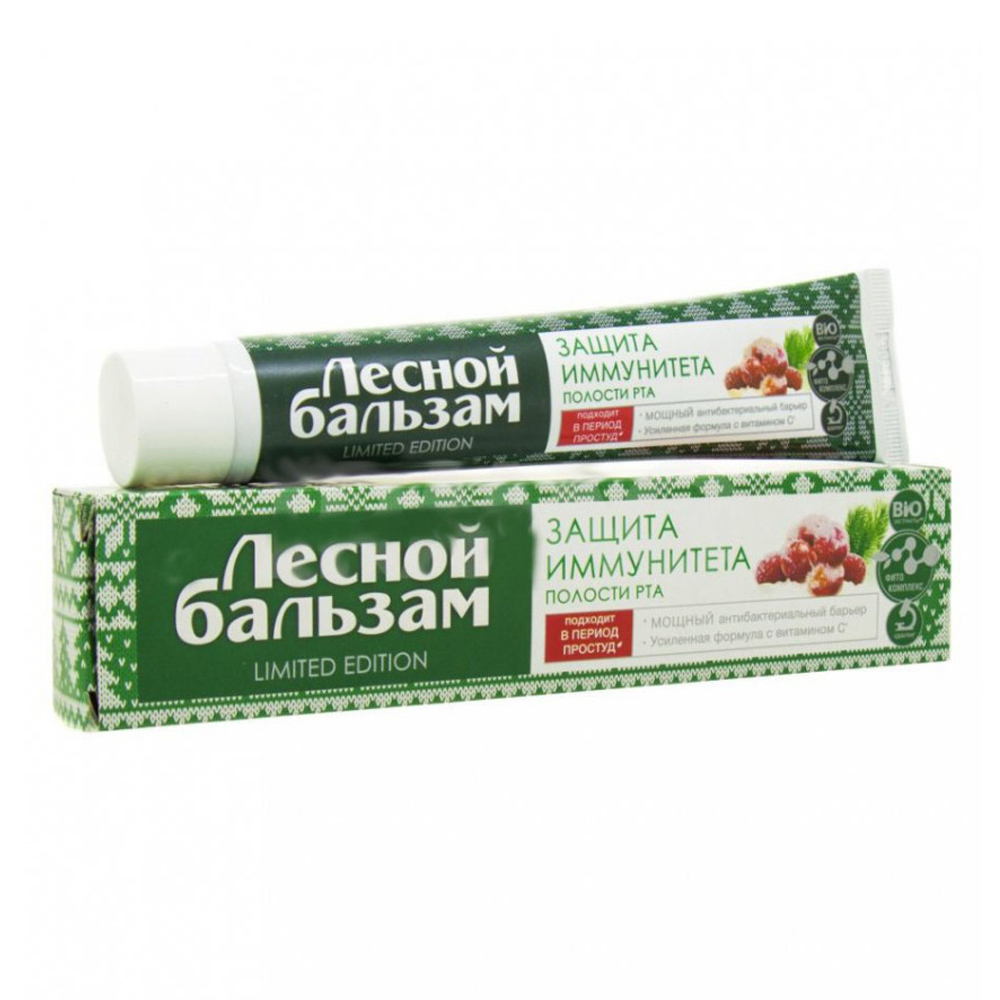 Лесной
бальзам
LIMITED EDITION
ЗАЩИТА
ИММУНИТЕТА
ПОЛОСТИ РТА
подходит
В ПЕРИОД
ПРОСТУД
- МОЩНЫЙ антибактериальный барьер
- Усиленная формула с витамином С
BIO
ФИТО
КОМПЛЕКС
Лесной
бальзам
LIMITED EDITION
ЗАЩИТА
ИММУНИТЕТА
ПОЛОСТИ РТА
подходит
В ПЕРИОД
ПРОСТУД
- МОЩНЫЙ антибактериальный барьер
- Усиленная формула с витамином С
BIO
ФИТО
КОМПЛЕКС